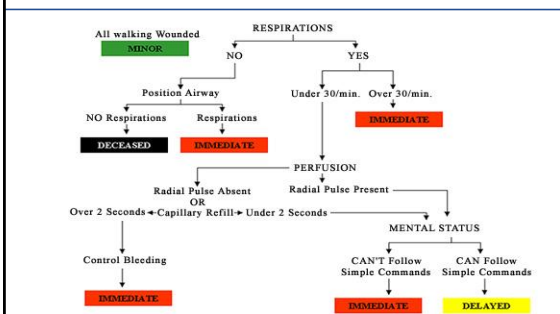 RESPIRATIONS
All walking Wounded
MINOR
NO
YES
Position Airway
Under 30/min.
Over 30/min.
NO Respirations
Respirations
IMMEDIATE
DECEASED
IMMEDIATE
PERFUSION
Radial Pulse Absent
Radial Pulse Present
OR
Over 2 Seconds
Capillary Refill
Under 2 Seconds
MENTAL STATUS
Control Bleeding
CAN'T Follow
Simple Commands
CAN Follow
Simple Commands
IMMEDIATE
IMMEDIATE
DELAYED